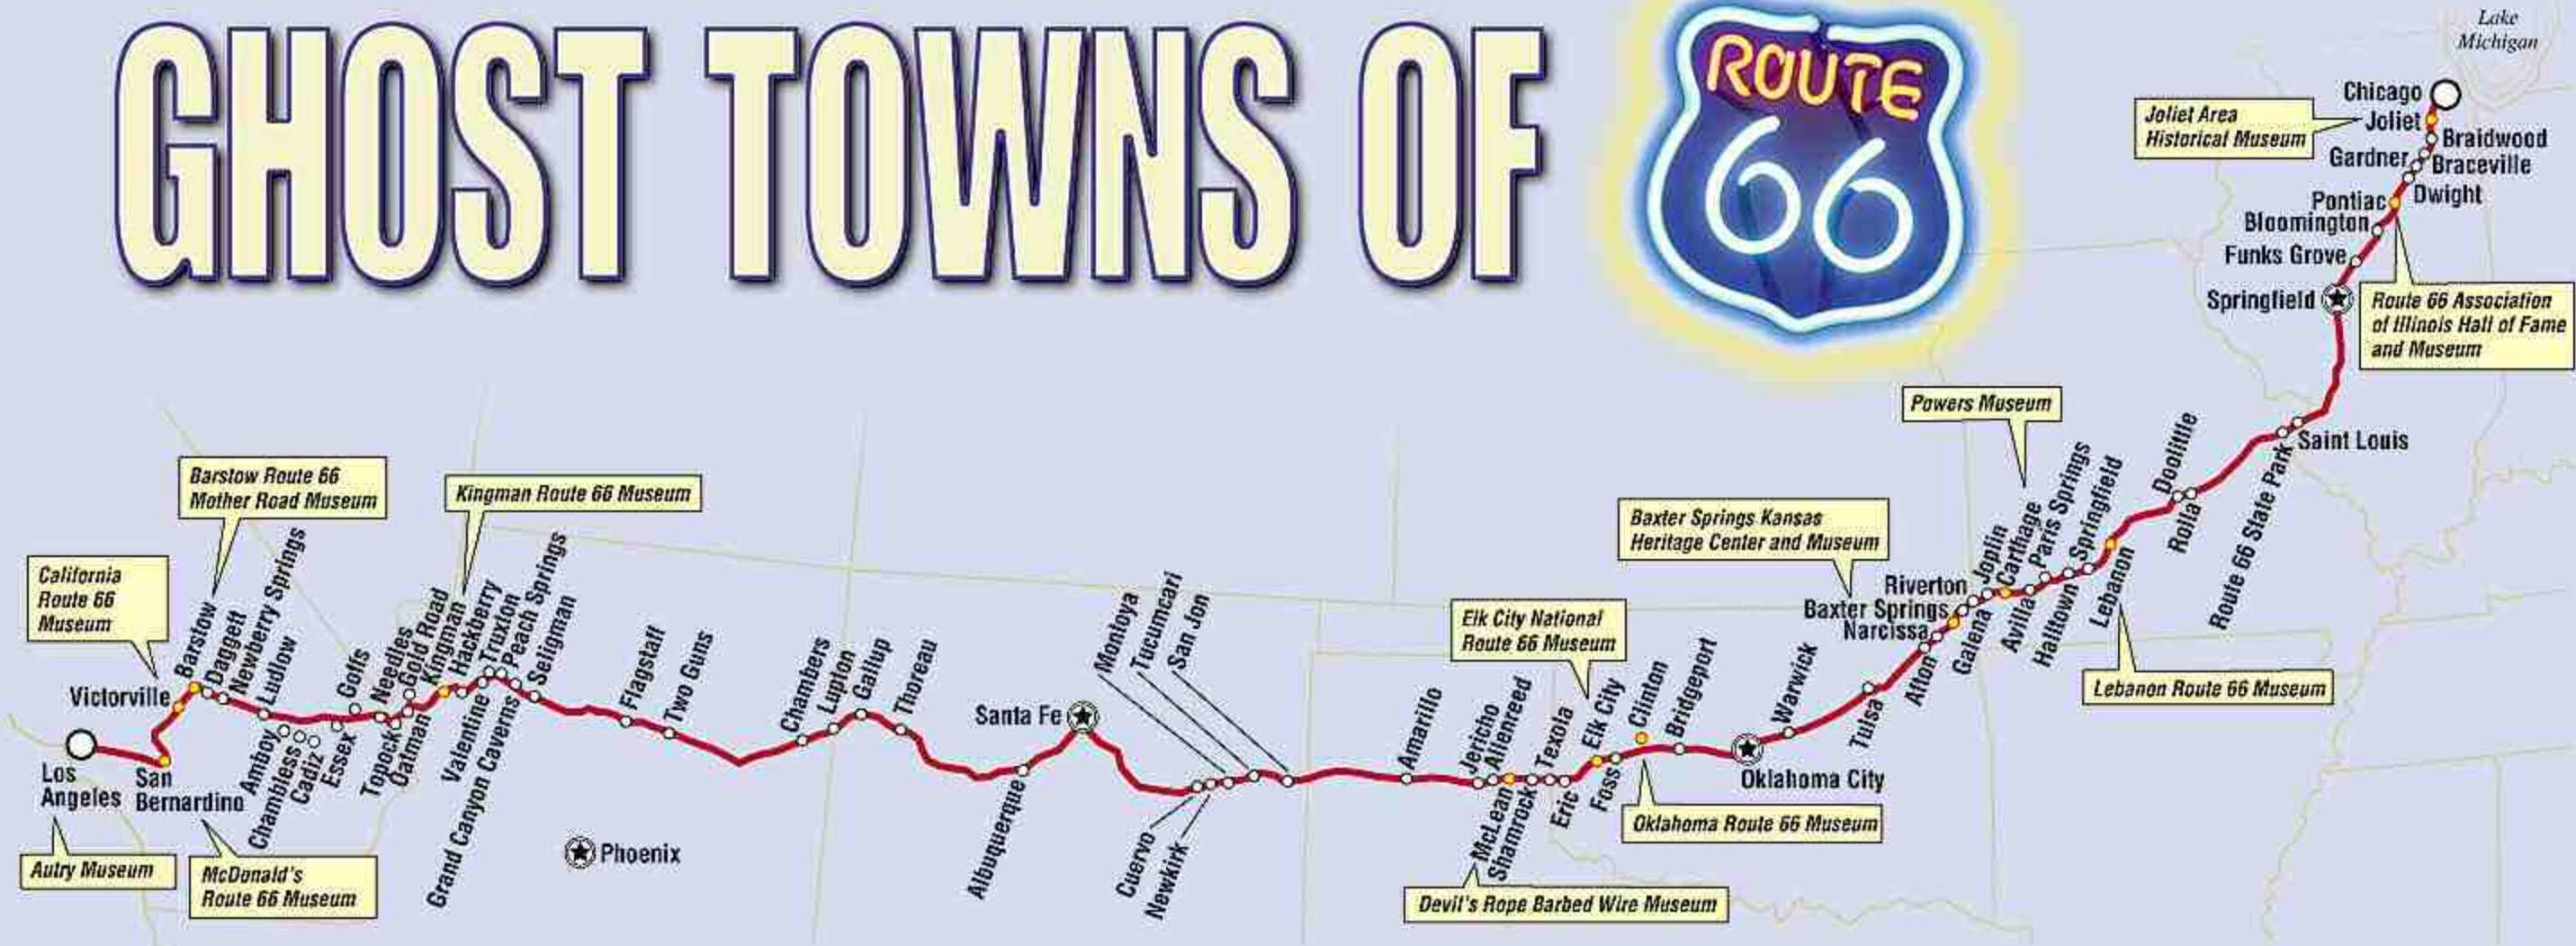 GHOST TOWNS OF
ROUTE
66
Lake
Michigan
Chicago
Joliet
Joliet Area
Historical Museum
Braidwood
Gardner
Braceville
Dwight
Pontiac
Bloomington
Funks Grove
Springfield
Route 66 Association
of Illinois Hall of Fame
and Museum
Saint Louis
Route 66 State Park
Doolittle
Rolla
Lebanon
Lebanon Route 66 Museum
Springfield
Halltown
Paris Springs
Avilla
Carthage
Powers Museum
Joplin
Galena
Riverton
Baxter Springs
Baxter Springs Kansas
Heritage Center and Museum
Narcissa
Afton
Tulsa
Warwick
Oklahoma City
Bridgeport
Clinton
Oklahoma Route 66 Museum
Foss
Elk City
Elk City National
Route 66 Museum
Eric
Texola
Shamrock
McLean
Devil's Rope Barbed Wire Museum
Allenreed
Jericho
Amarillo
San Jon
Tucumcari
Montoya
Newkirk
Cuervo
Santa Fe
Albuquerque
Thoreau
Gallup
Lupton
Chambers
Two Guns
Flagstaff
Phoenix
Seligman
Grand Canyon Caverns
Peach Springs
Truxton
Valentine
Hackberry
Kingman
Kingman Route 66 Museum
Gold Road
Oatman
Topock
Needles
Goffs
Essex
Cadiz
Chambless
Amboy
Ludlow
Newberry Springs
Daggett
Barstow
Barstow Route 66
Mother Road Museum
Victorville
California
Route 66
Museum
San
Bernardino
McDonald's
Route 66 Museum
Los
Angeles
Autry Museum